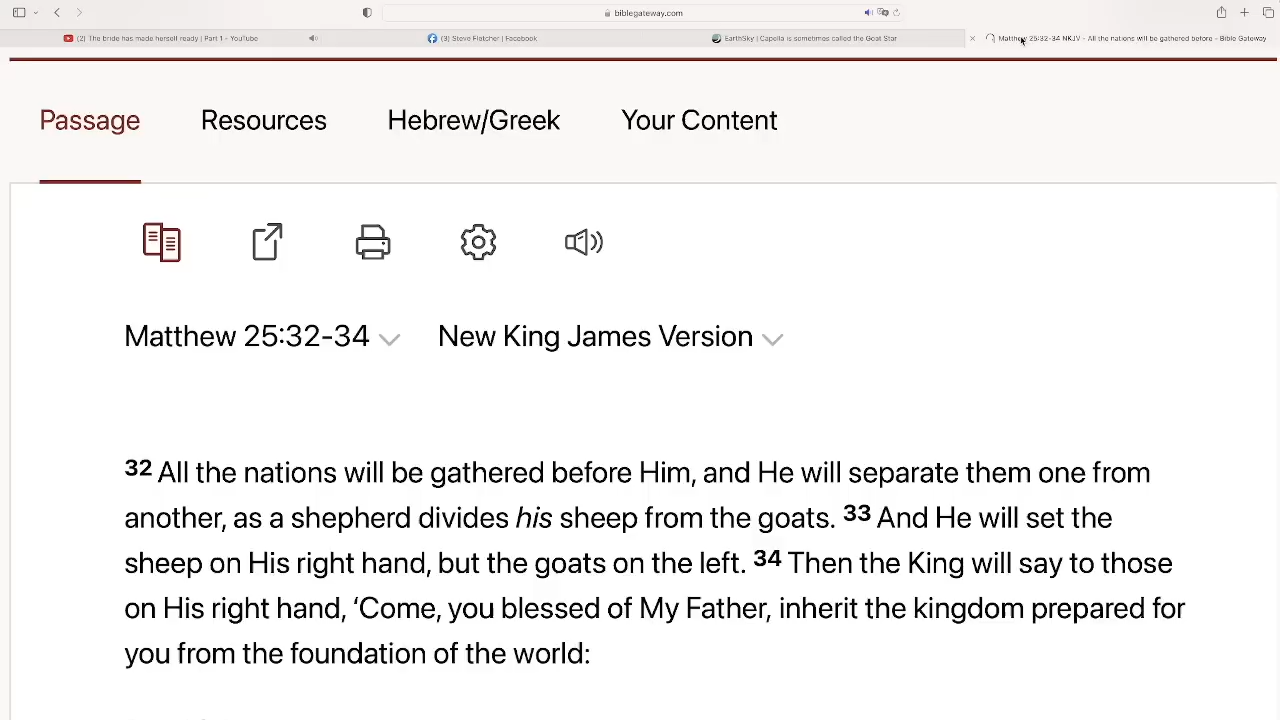 biblegateway.com
(2) The bride has made herself ready | Part 1 - YouTube
(3) Steve Fletcher | Facebook
EarthSky | Capella is sometimes called the Goat Star
Matthew 25:32-34 NKJV - All the nations will be gathered before - Bible Gateway
Passage
Resources
Hebrew/Greek
Your Content
Matthew 25:32-34
New King James Version
32 All the nations will be gathered before Him, and He will separate them one from
another, as a shepherd divides his sheep from the goats. 33 And He will set the
sheep on His right hand, but the goats on the left. 34 Then the King will say to those
on His right hand, ‘Come, you blessed of My Father, inherit the kingdom prepared for
you from the foundation of the world: